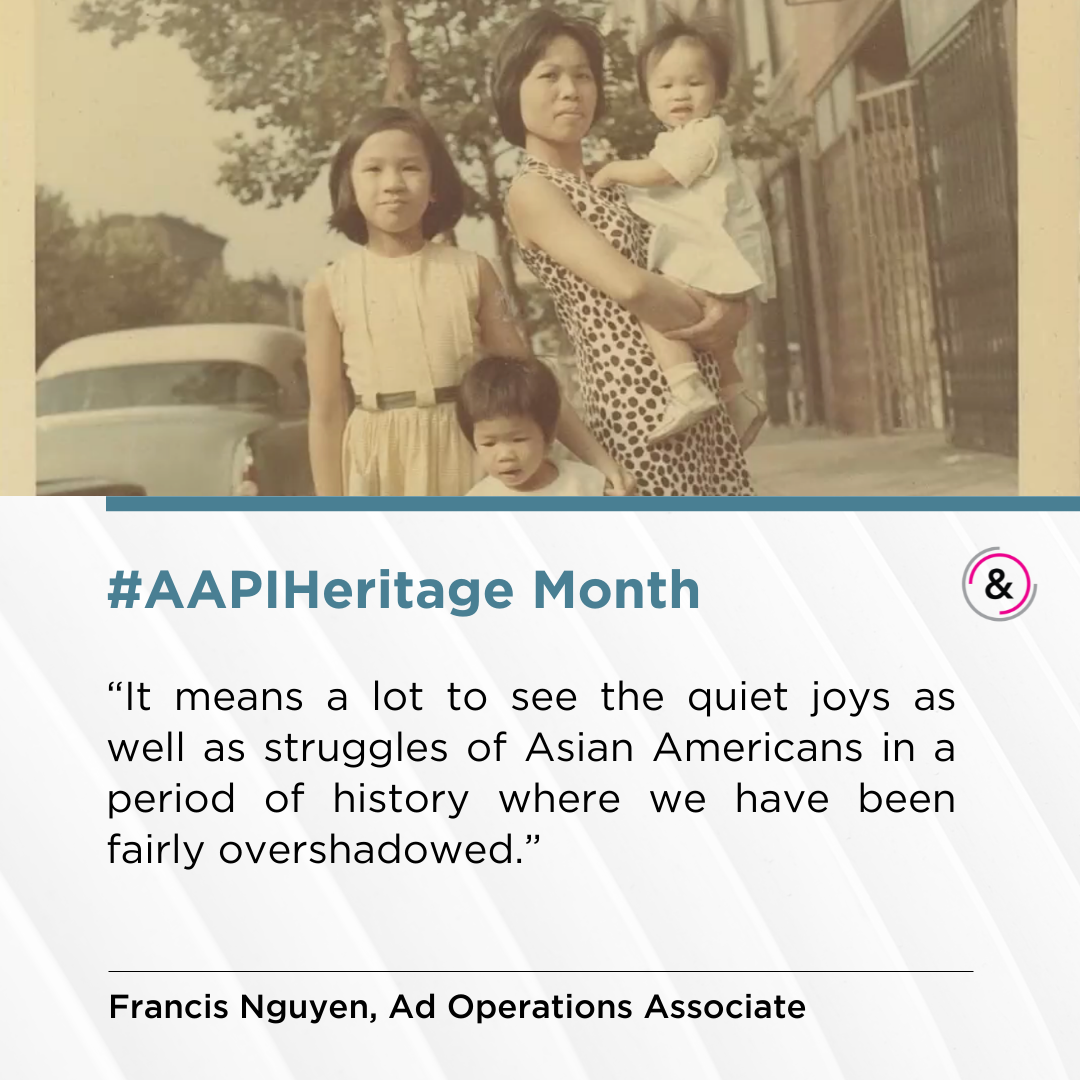 #AAPIHeritage Month
&
“It means a lot to see the quiet joys as
well as struggles of Asian Americans in a
period of history where we have been
fairly overshadowed.”
Francis Nguyen, Ad Operations Associate